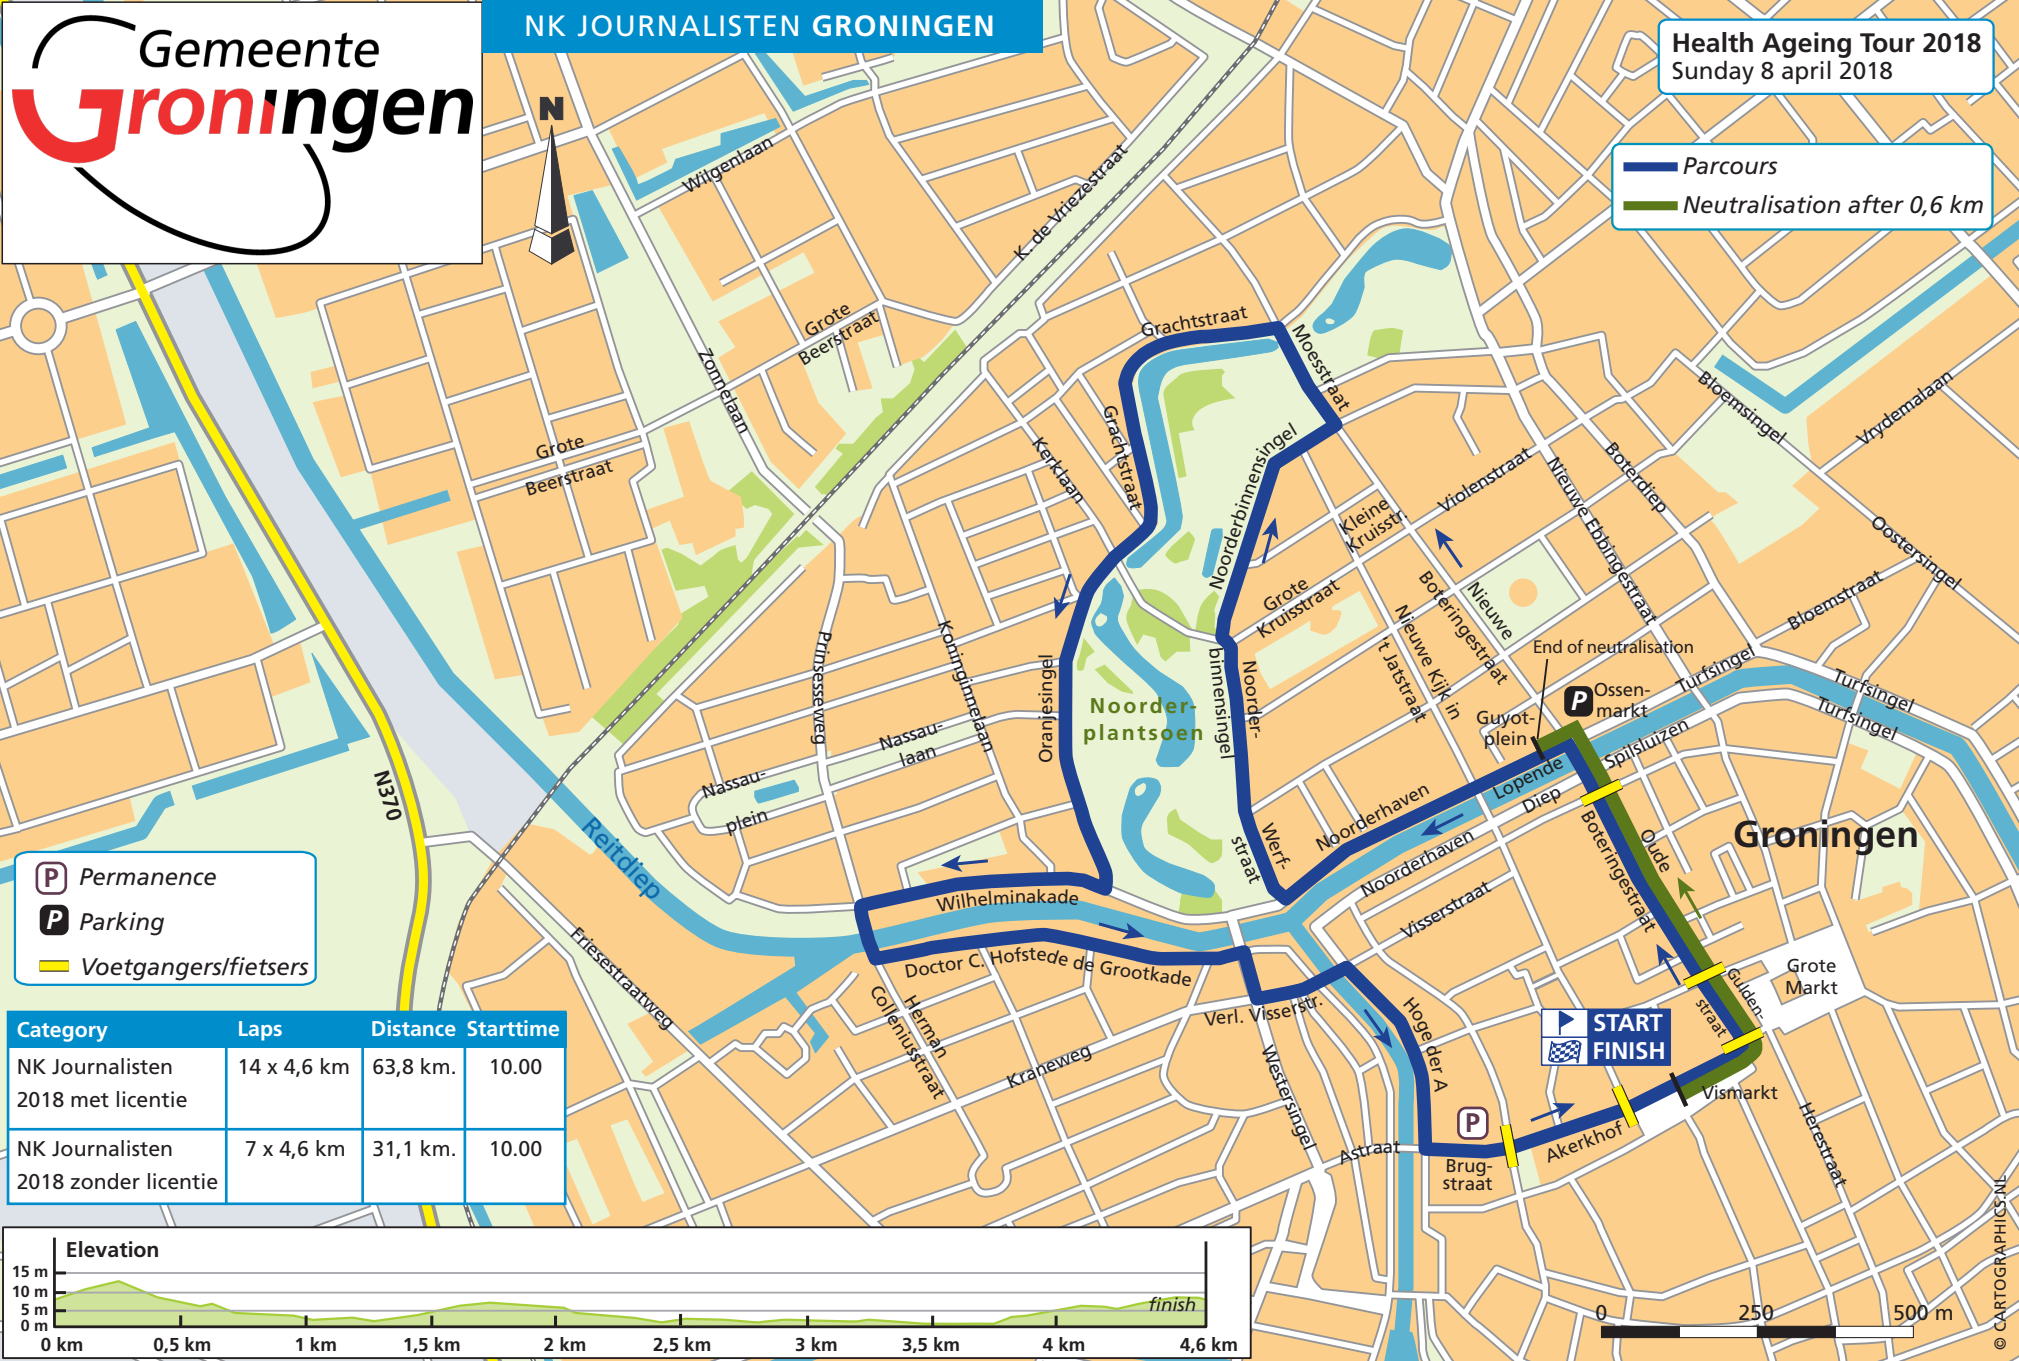 Gemeente
Groningen
NK JOURNALISTEN GRONINGEN
Health Ageing Tour 2018
Sunday 8 april 2018
Parcours
Neutralisation after 0,6 km
N
Wilgenlaan
K. de Vriezestraat
Grote
Beerstraat
Zonnelaan
Grote
Beerstraat
Grachtstraat
Moesstraat
Grachtstraat
Kerklaan
Noorderbinnensingel
Kleine
Kruisstr.
Violenstraat
Nieuwe Ebbingestraat
Boterdiep
Bloemsingel
Vrydemalaan
Oostersingel
Bloemstraat
Grote
Kruisstraat
Nieuwe
Boteringestraat
Nieuwe Kijk in
't Jatstraat
End of neutralisation
P
Ossen-
markt
Guyot-
plein
Turfsingel
Turfsingel
Turfsingel
Spilsluizen
Lopende
Diep
Prinsesseweg
Koninginnelaan
Oranjesingel
Noorder-
plantsoen
Noorder-
binnensingel
Nassau-
laan
Nassau-
plein
N370
Reitdiep
Werf-
straat
Noorderhaven
Noorderhaven
Visserstraat
Oude
Boteringestraat
Groningen
Wilhelminakade
Doctor C. Hofstede de Grootkade
Friesestraatweg
Herman
Colleniusstraat
Kraneweg
Verl. Visserstr.
Westersingel
Hoge der A
Astraat
P
Brug-
straat
Akerkhof
START
FINISH
Gulden-
straat
Grote
Markt
Vismarkt
Herestraat
P Permanence
P Parking
Voetgangers/fietsers
Category Laps Distance Starttime
NK Journalisten 14 x 4,6 km 63,8 km. 10.00
2018 met licentie
NK Journalisten 7 x 4,6 km 31,1 km. 10.00
2018 zonder licentie
Elevation
15 m
10 m
5 m
0 m
finish
0 km 0,5 km 1 km 1,5 km 2 km 2,5 km 3 km 3,5 km 4 km 4,6 km
0 250 500 m
© CARTOGRAPHICS.NL